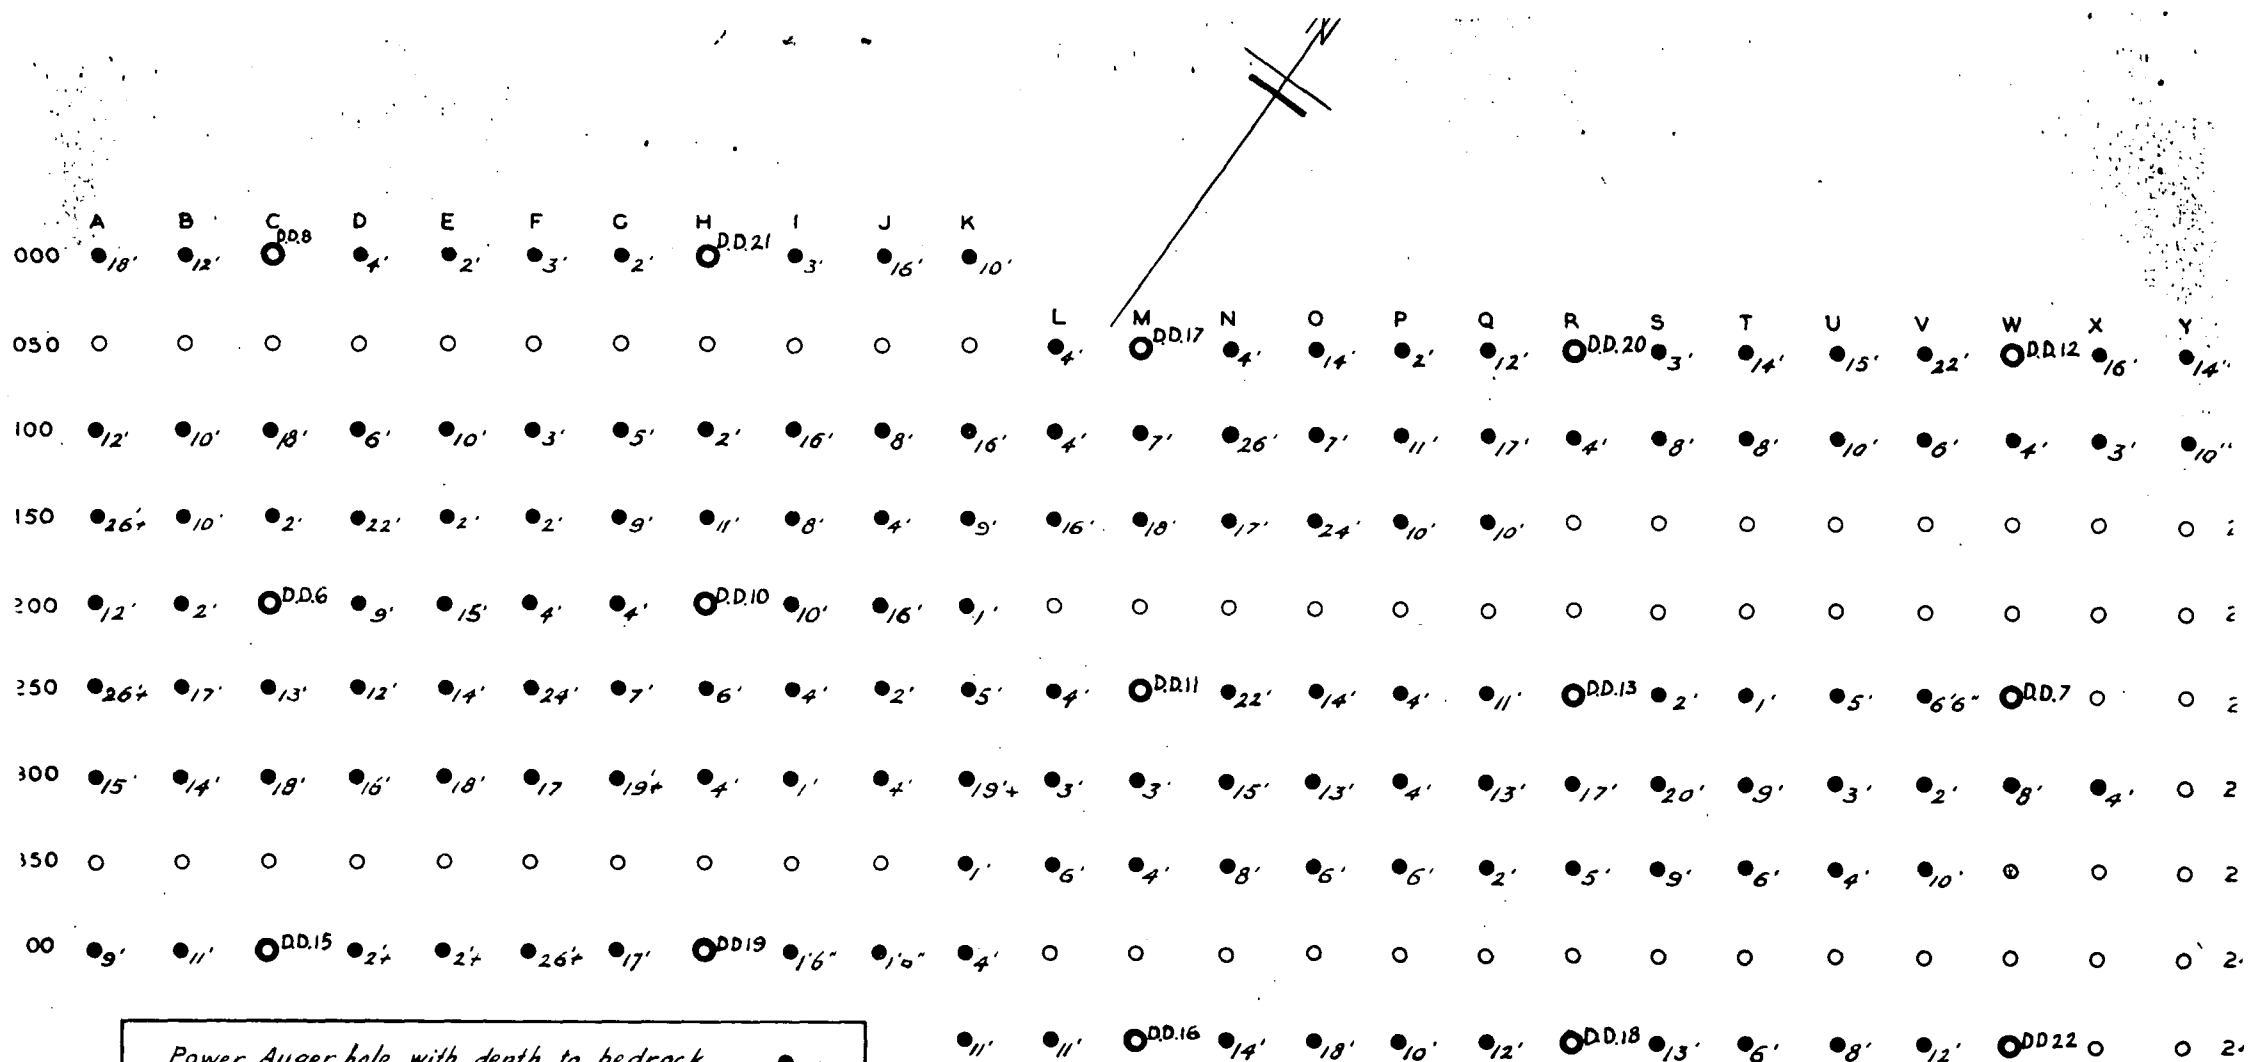 N
A B C D E F G H I J K
000 18' 12' D.D.8 4' 2' 3' 2' D.D.21 3' 16' 10'
L M N O P Q R S T U V W X Y
050 4' D.D.17 4' 14' 2' 12' D.D.20 3' 14' 15' 22' D.D.12 16' 14"
100 12' 10' 18' 6' 10' 3' 5' 2' 16' 8' 16' 4' 7' 26' 7' 11' 17' 4' 8' 8' 10' 6' 4' 3' 10"
150 26'+ 10' 2' 22' 2' 2' 9' 11' 8' 4' 9' 16' 18' 17' 24' 10' 10'
200 12' 2' D.D.6 9' 15' 4' 4' D.D.10 10' 16' 1'
250 26'+ 17' 13' 12' 14' 24' 7' 6' 4' 2' 5' 4' D.D.11 22' 14' 4' 11' D.D.13 2' 1' 5' 6'6" D.D.7 2
300 15' 14' 18' 16' 18' 17 19'+ 4' 1' 4' 19'+ 3' 3' 15' 13' 4' 13' 17' 20' 9' 3' 2' 8' 4' 2
350 1' 6' 4' 8' 6' 6' 2' 5' 9' 6' 4' 10' 2
00 9' 11' D.D.15 2'+ 2'+ 26'+ 17' D.D.19 1'6" 1'0" 4' 2
11' 11' D.D.16 14' 18' 10' 12' D.D.18 13' 6' 8' 12' DD22 2
Power Auger hole with depth to bedrock